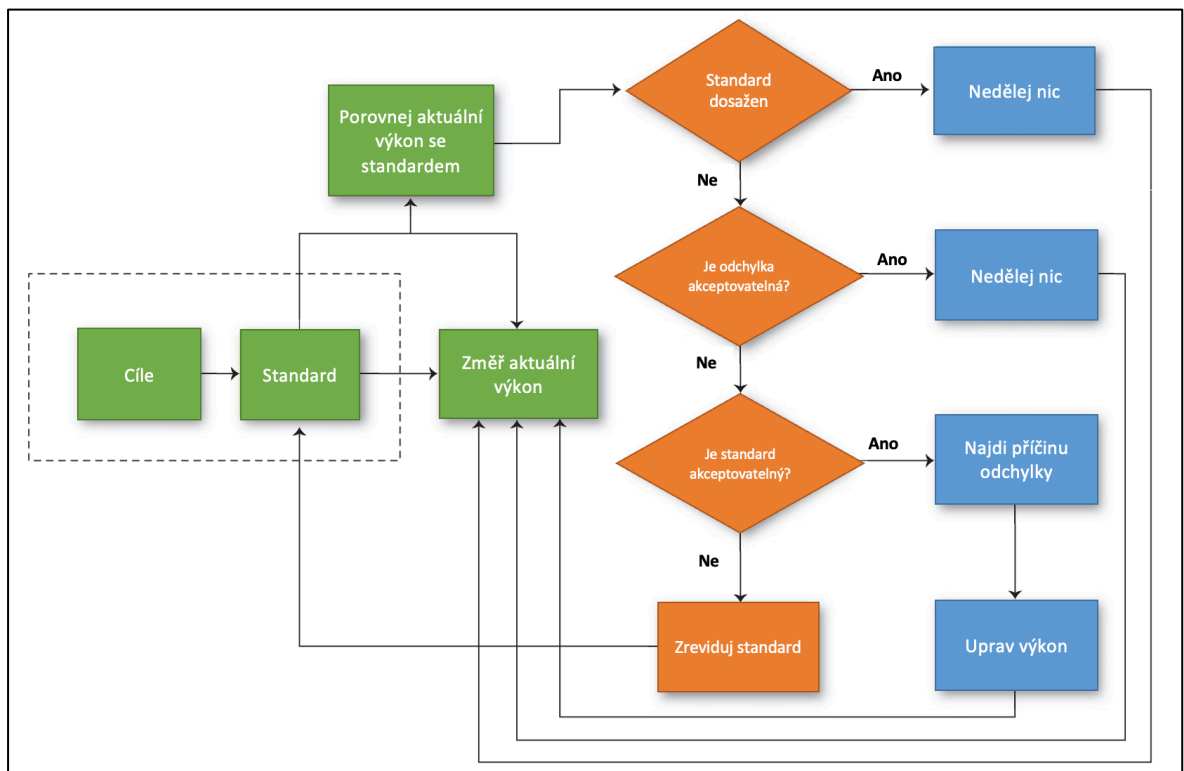 Standard
dosažen
Ano
Nedělej nic
Porovnej aktuální
výkon se
standardem
Ne
Je odchylka
akceptovatelná?
Ano
Nedělej nic
Cíle
Standard
Změř aktuální
výkon
Ne
Je standard
akceptovatelný?
Ano
Najdi příčinu
odchylky
Ne
Zreviduj standard
Uprav výkon